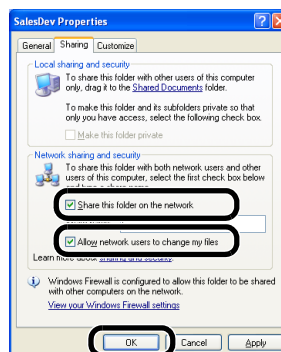 SalesDev Properties
General Sharing Customize
Local sharing and security
To share this folder with other users of this computer
only, drag it to the Shared Documents folder.
To make this folder and its subfolders private so that
only you have access, select the following check box.
Make this folder private
Network sharing and security
To share this folder with both network users and other
users of this computer, select the first check box below
and type a share name.
Share this folder on the network
Allow network users to change my files
Learn more about sharing and security.
Windows Firewall is configured to allow this folder to be shared
with other computers on the network.
View your Windows Firewall settings
OK Cancel Apply